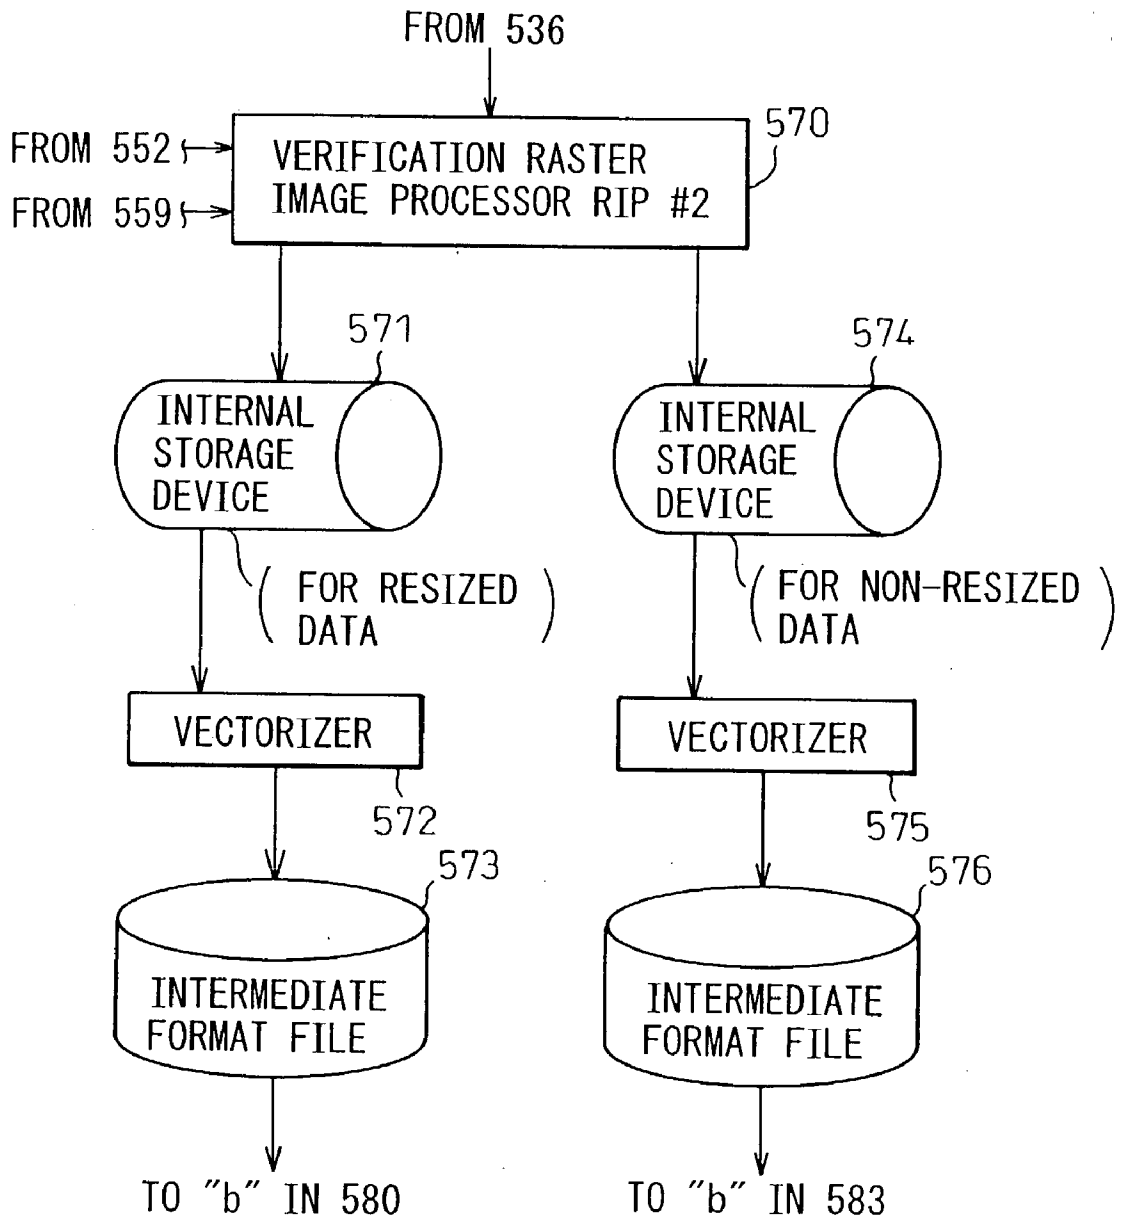 FROM 536
570
FROM 552
VERIFICATION RASTER
IMAGE PROCESSOR RIP #2
FROM 559
571
574
INTERNAL
STORAGE
DEVICE
INTERNAL
STORAGE
DEVICE
(FOR RESIZED
DATA)
(FOR NON-RESIZED
DATA)
VECTORIZER
VECTORIZER
572
575
573
576
INTERMEDIATE
FORMAT FILE
INTERMEDIATE
FORMAT FILE
TO "b" IN 580
TO "b" IN 583